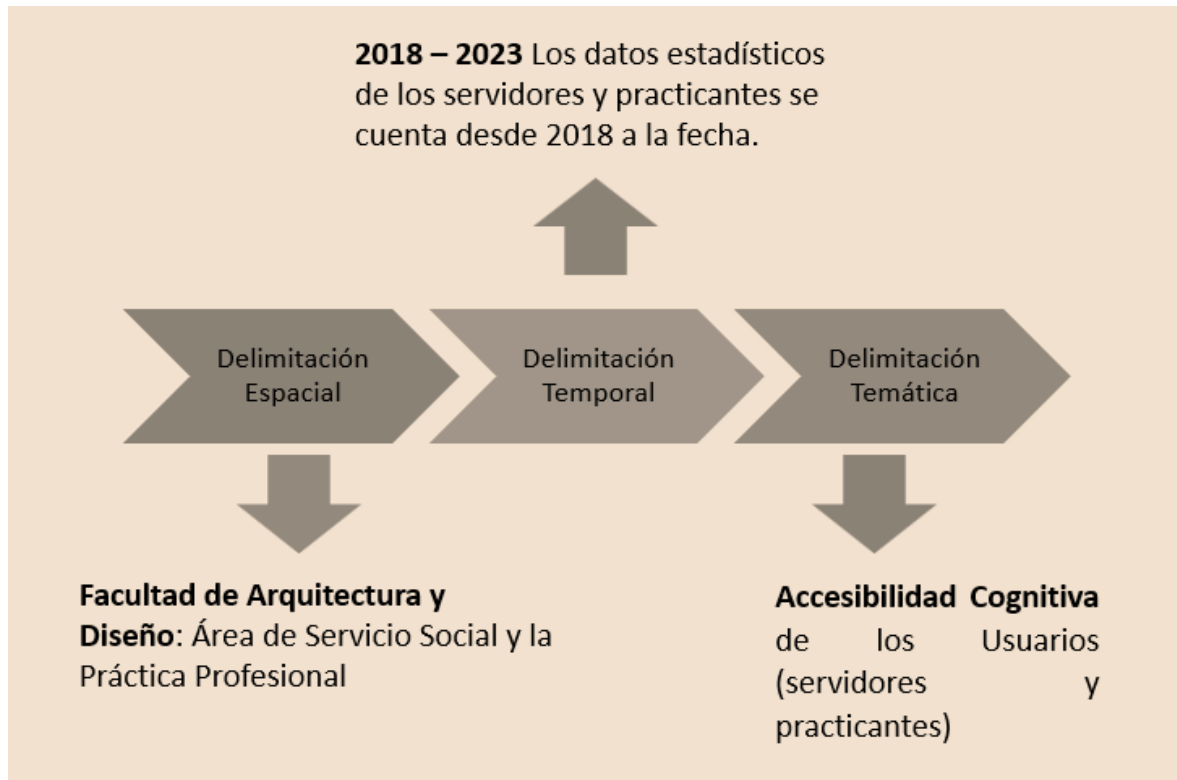 2018 – 2023 Los datos estadísticos
de los servidores y practicantes se
cuenta desde 2018 a la fecha.
Delimitación
Espacial
Delimitación
Temporal
Delimitación
Temática
Facultad de Arquitectura y
Diseño: Área de Servicio Social y la
Práctica Profesional
Accesibilidad Cognitiva
de los Usuarios
(servidores y
practicantes)